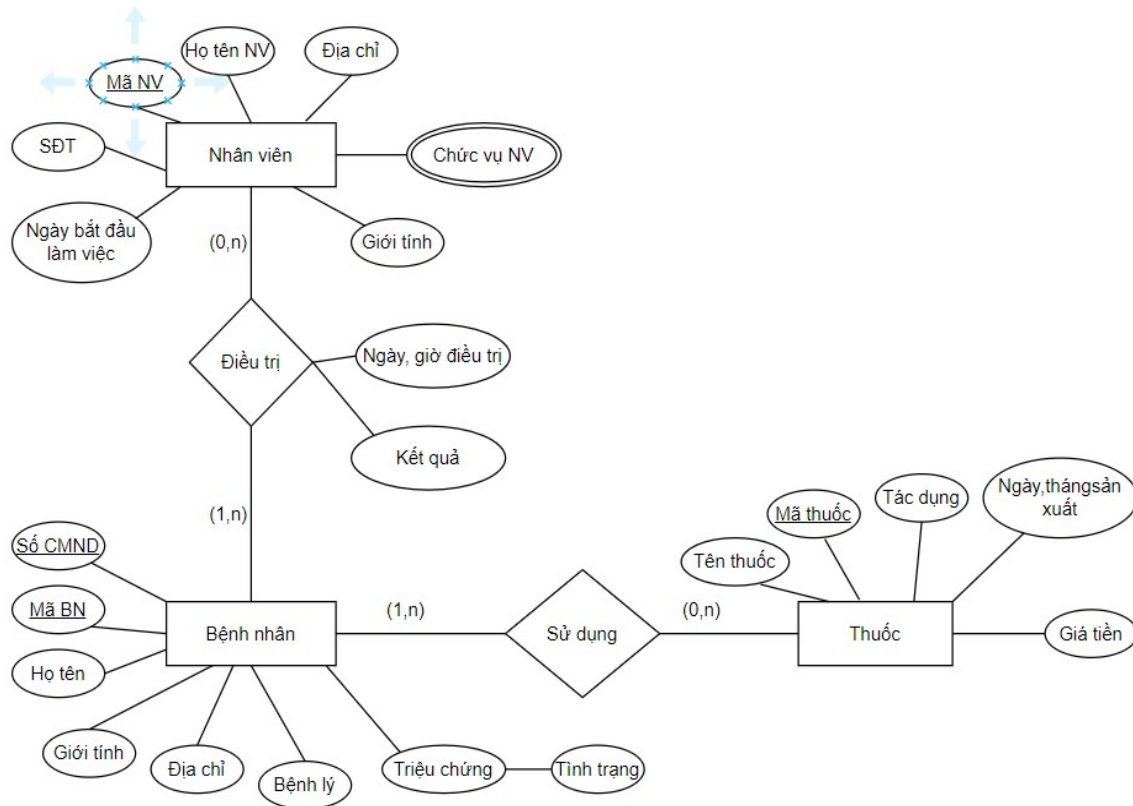 Họ tên NV
Địa chỉ
Mã NV
SĐT
Nhân viên
Chức vụ NV
Ngày bắt đầu
làm việc
(0,n)
Giới tính
Điều trị
Ngày, giờ điều trị
Kết quả
(1,n)
Số CMND
Mã BN
Họ tên
Bệnh nhân
(1,n)
Sử dụng
(0,n)
Thuốc
Tên thuốc
Mã thuốc
Tác dụng
Ngày,thángsản
xuất
Giá tiền
Giới tính
Địa chỉ
Bệnh lý
Triệu chứng
Tình trạng